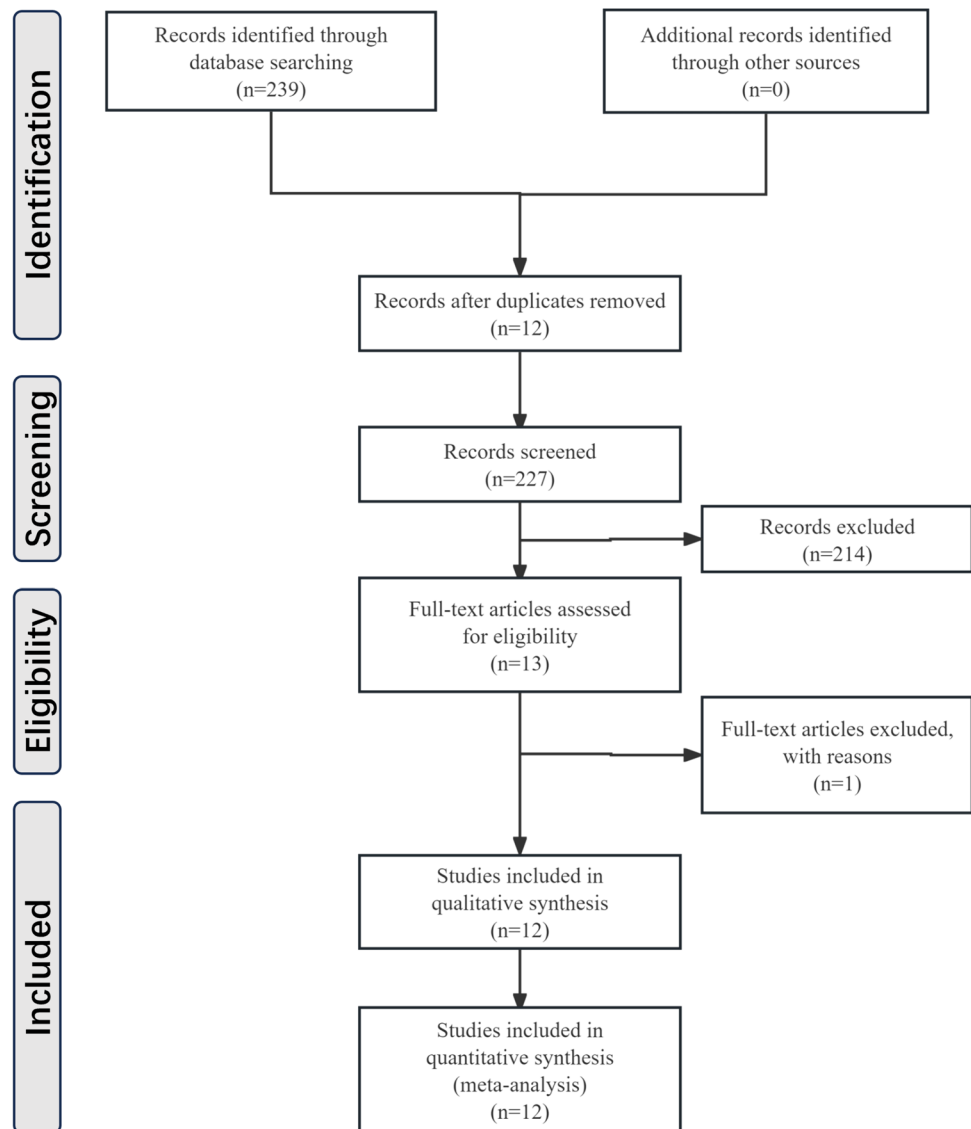 Identification
Records identified through
database searching
(n=239)
Additional records identified
through other sources
(n=0)
Records after duplicates removed
(n=12)
Screening
Records screened
(n=227)
Records excluded
(n=214)
Eligibility
Full-text articles assessed
for eligibility
(n=13)
Full-text articles excluded,
with reasons
(n=1)
Included
Studies included in
qualitative synthesis
(n=12)
Studies included in
quantitative synthesis
(meta-analysis)
(n=12)